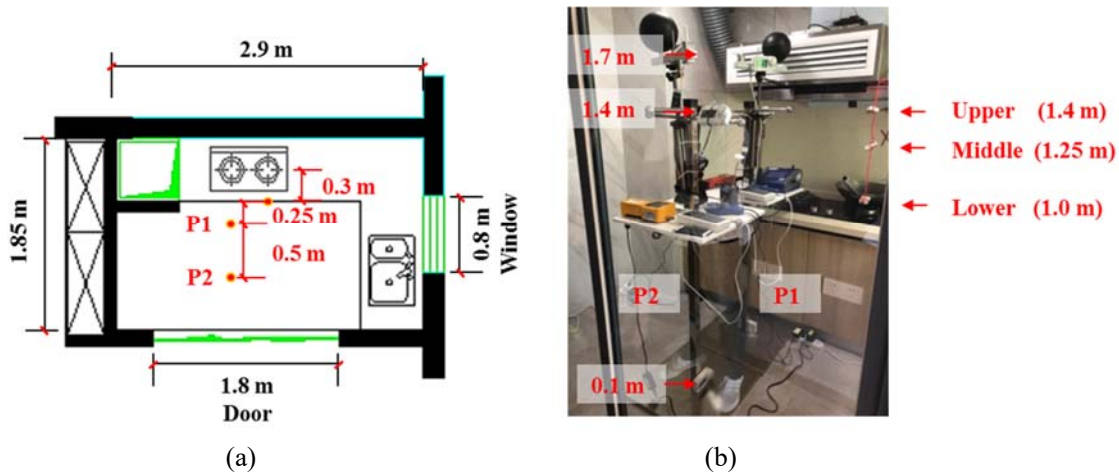 2.9 m
1.85 m
0.3 m
0.25 m
P1
0.5 m
P2
0.8 m
Window
1.8 m
Door
(a)
1.7 m
1.4 m
Upper (1.4 m)
Middle (1.25 m)
Lower (1.0 m)
P2
P1
0.1 m
(b)